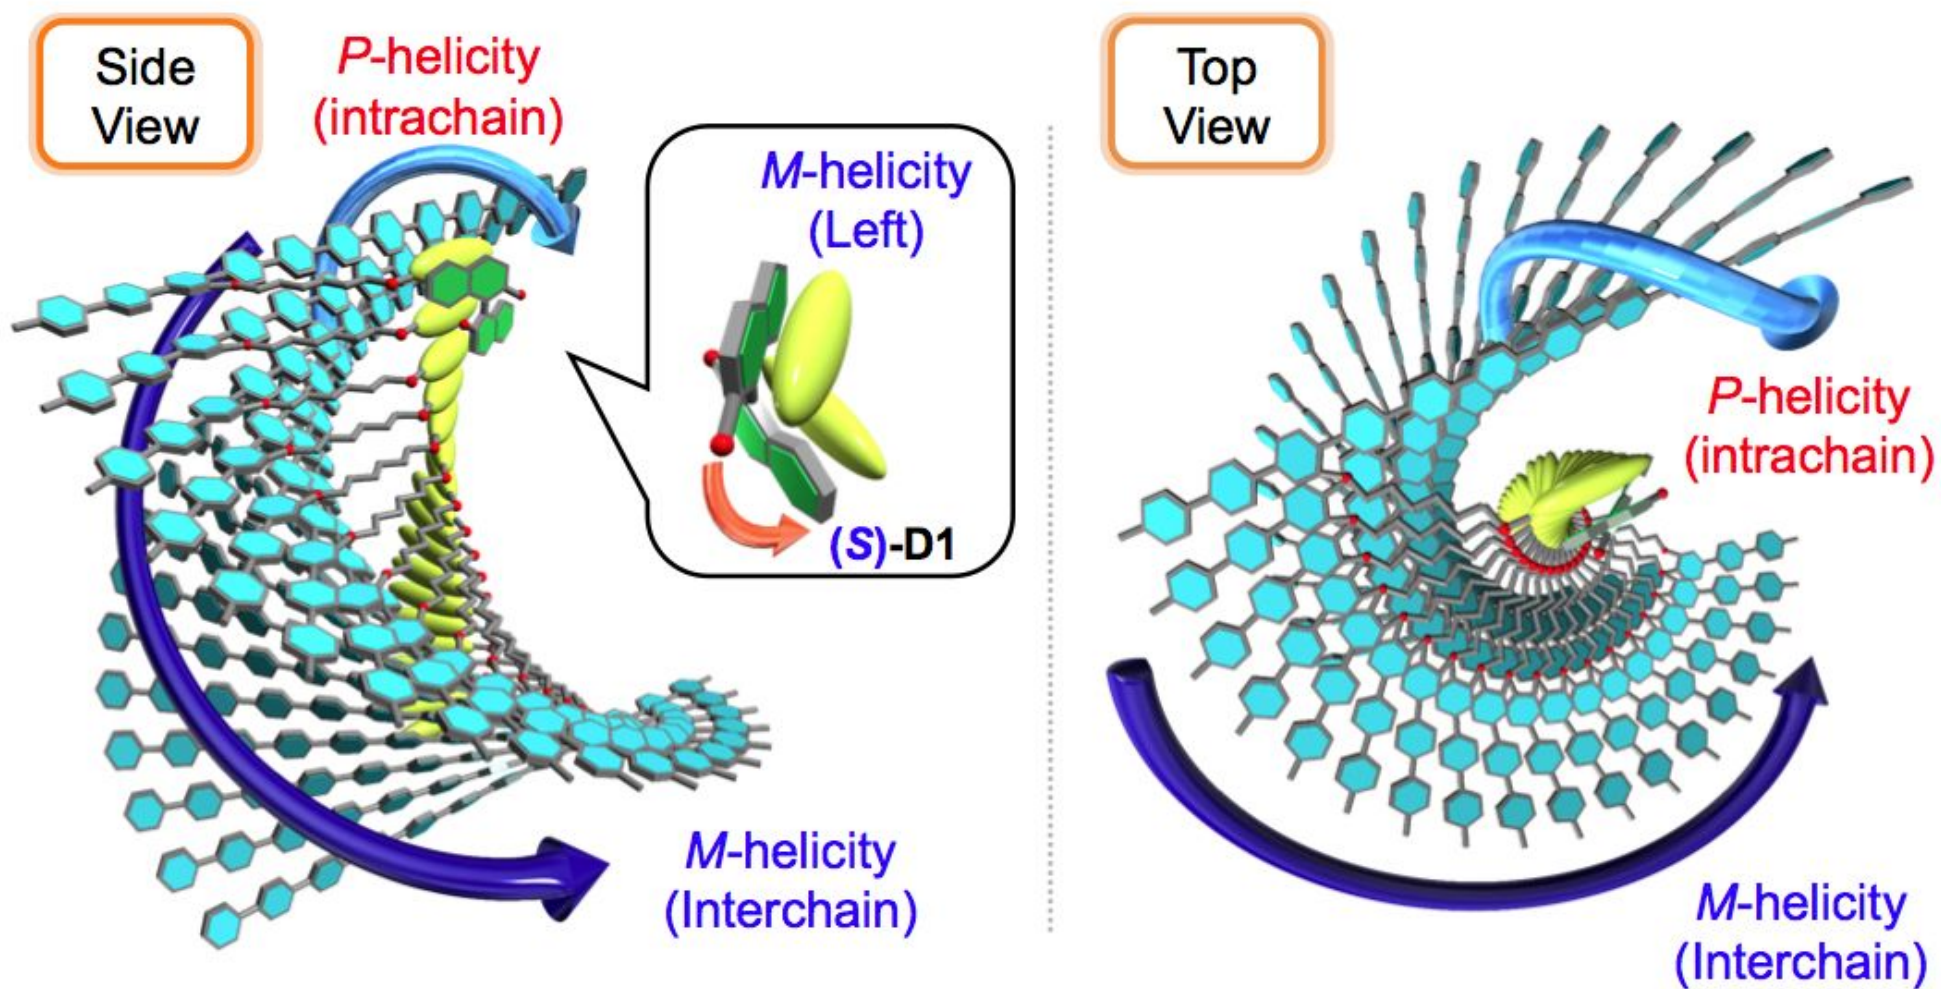 Side
View
P-helicity
(intrachain)
M-helicity
(Left)
(S)-D1
M-helicity
(Interchain)
Top
View
P-helicity
(intrachain)
M-helicity
(Interchain)